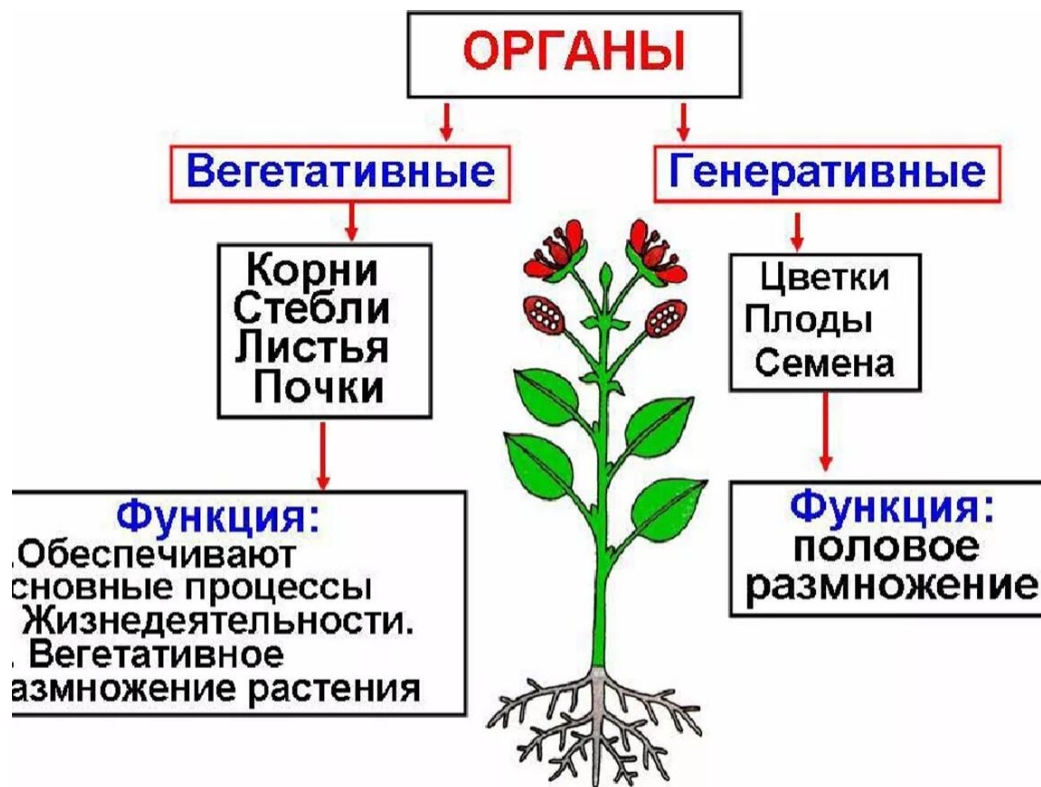 ОРГАНЫ
Вегетативные
Генеративные
Корни
Стебли
Листья
Почки
Цветки
Плоды
Семена
Функция:
.Обеспечивают
сновные процессы
Жизнедеятельности.
. Вегетативное
азмножение растения
Функция:
половое
размножение